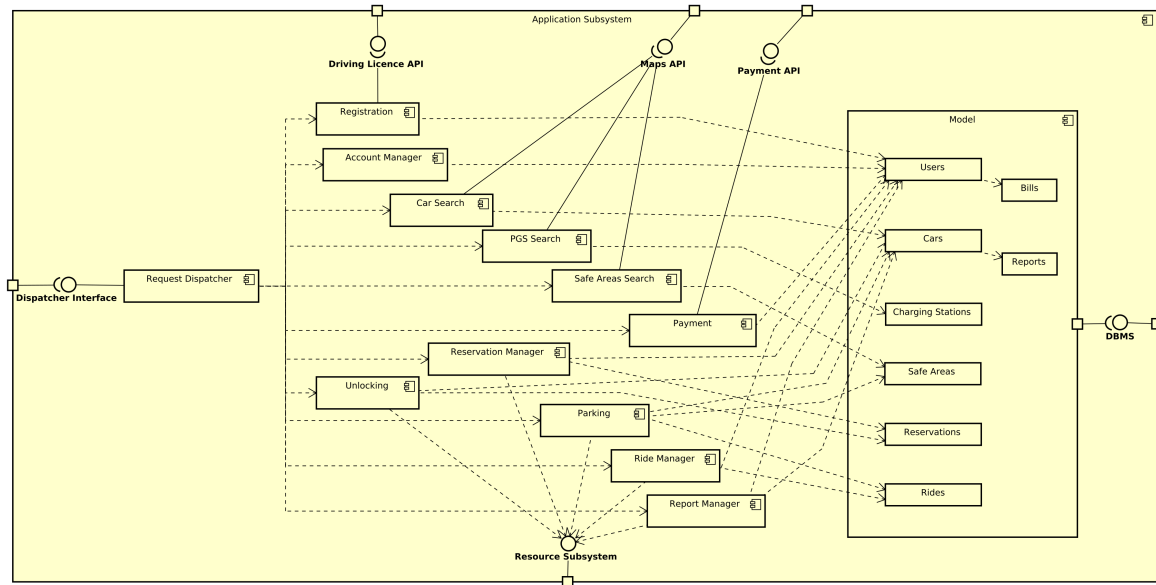 Application Subsystem
Driving Licence API
Maps API
Payment API
Registration
Model
Account Manager
Users
Bills
Car Search
PGS Search
Cars
Reports
Request Dispatcher
Safe Areas Search
Dispatcher Interface
Charging Stations
Payment
DBMS
Reservation Manager
Safe Areas
Unlocking
Parking
Reservations
Ride Manager
Rides
Report Manager
Resource Subsystem